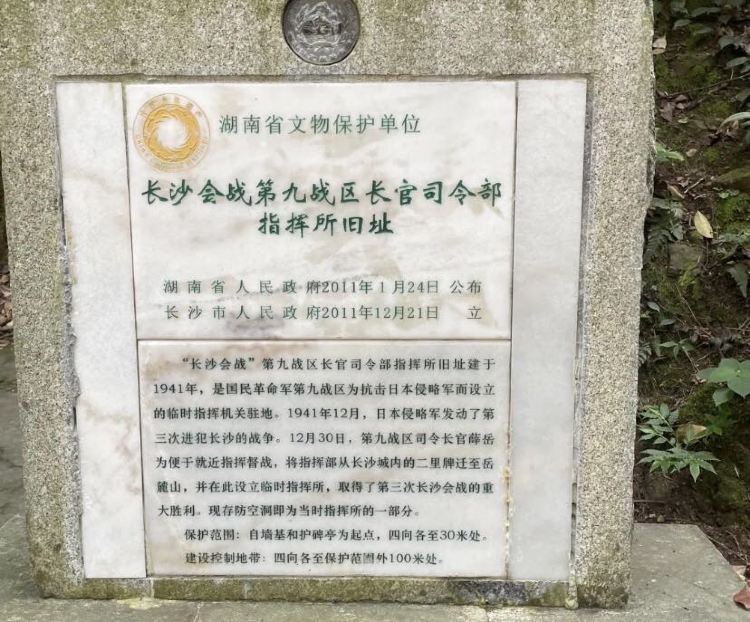 湖南省文物保护单位
长沙会战第九战区长官司令部
指挥所旧址
湖南省人民政府2011年1月24日 公布
长沙市人民政府2011年12月21日 立
“长沙会战”第九战区长官司令部指挥所旧址建于
1941年，是国民革命军第九战区为抗击日本侵略军而设立
的临时指挥机关驻地。1941年12月，日本侵略军发动了第
三次进犯长沙的战争。12月30日，第九战区司令长官薛岳
为便于就近指挥督战，将指挥部从长沙城内的二里牌迁至岳
麓山，并在此设立临时指挥所，取得了第三次长沙会战的重
大胜利。现存防空洞即为当时指挥所的一部分。
保护范围：自墙基和护碑亭为起点，四向各至30米处。
建设控制地带：四向各至保护范围外100米处。